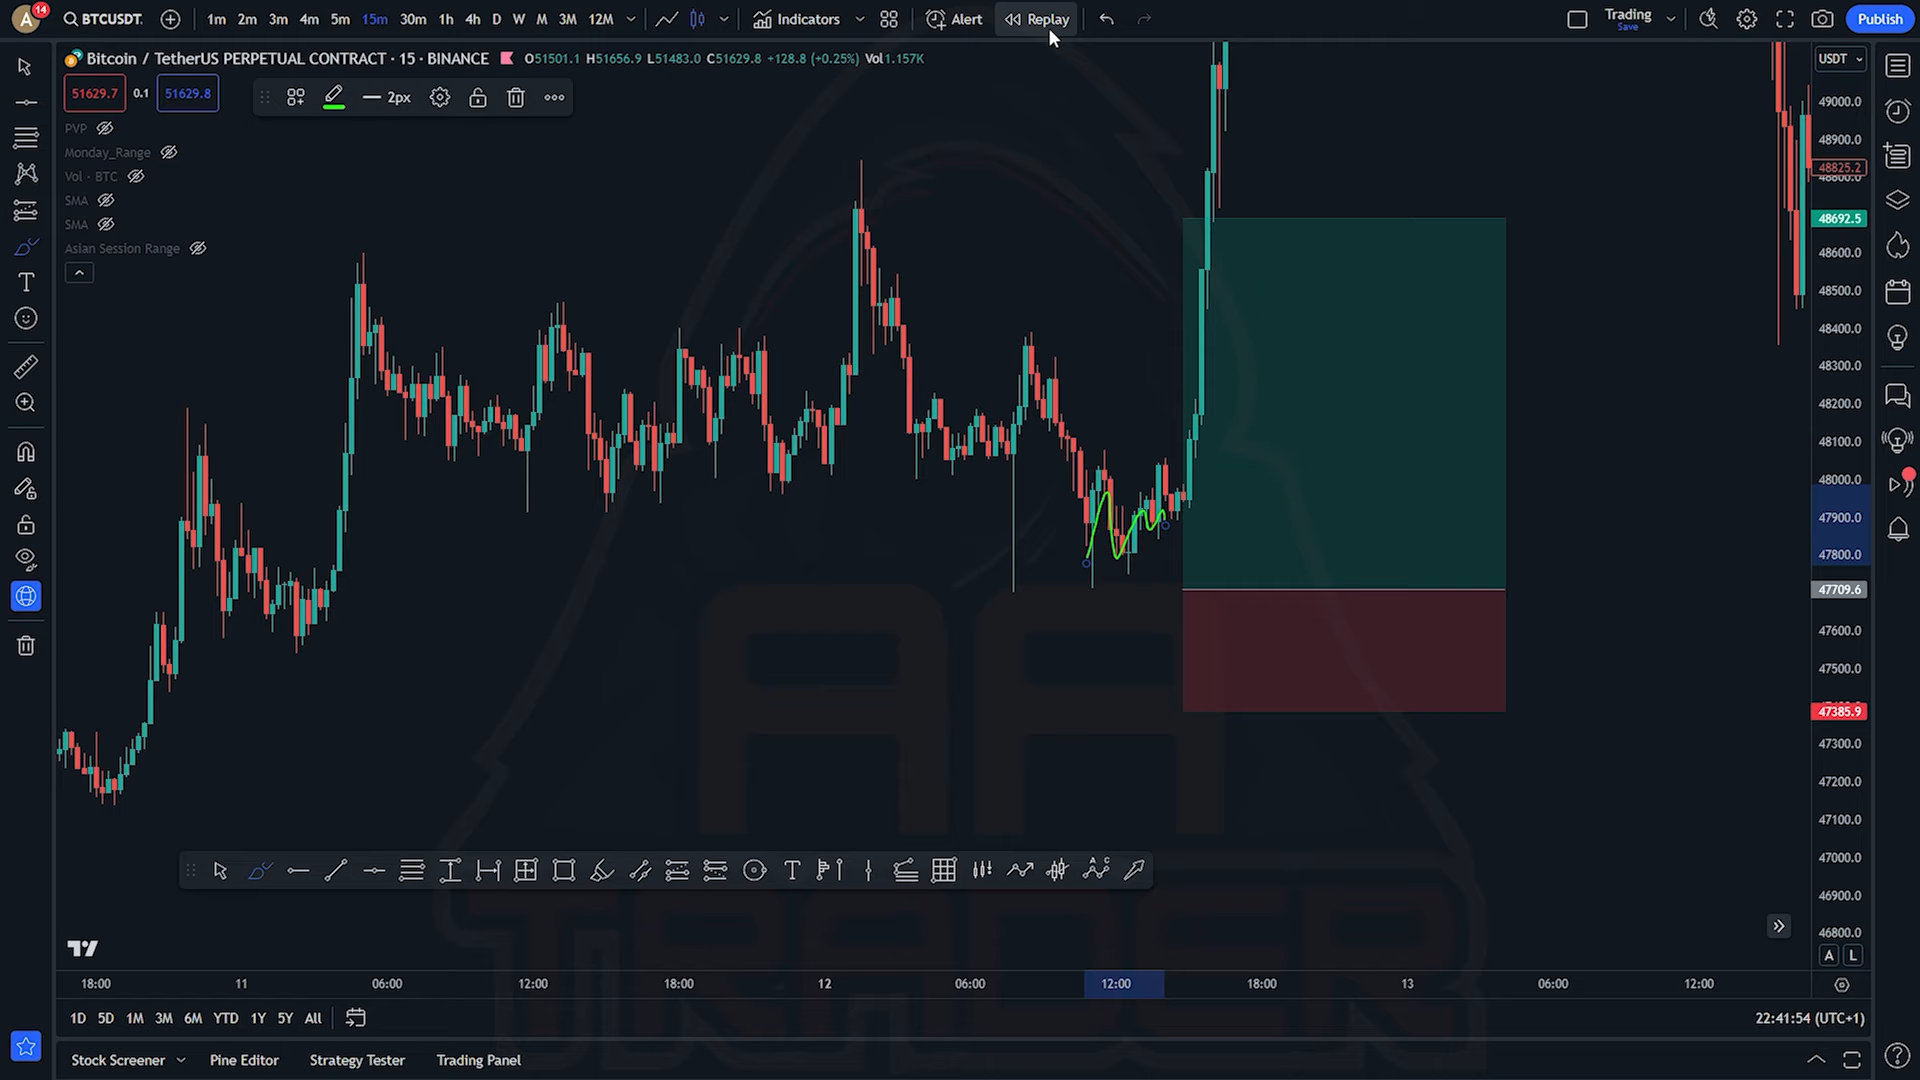 A 14 BTCUSDT. 1m 2m 3m 4m 5m 15m 30m 1h 4h D W M 3M 12M Indicators Alert Replay Trading Save Publish
Bitcoin / TetherUS PERPETUAL CONTRACT · 15 · BINANCE O51501.1 H51656.9 L51483.0 C51629.8 +128.8 (+0.25%) Vol1.157K
USDT
51629.7 0.1 51629.8
2px
PVP
Monday_Range
Vol · BTC
SMA
SMA
Asian Session Range
49000.0
48900.0
48825.2
48800.0
48692.5
48600.0
48500.0
48400.0
48300.0
48200.0
48100.0
48000.0
47900.0
47800.0
47709.6
47600.0
47500.0
47385.9
47300.0
47200.0
47100.0
47000.0
46900.0
46800.0
AA
TRADER
A L
18:00 11 06:00 12:00 18:00 12 06:00 12:00 18:00 13 06:00 12:00
1D 5D 1M 3M 6M YTD 1Y 5Y All 22:41:54 (UTC+1)
Stock Screener Pine Editor Strategy Tester Trading Panel